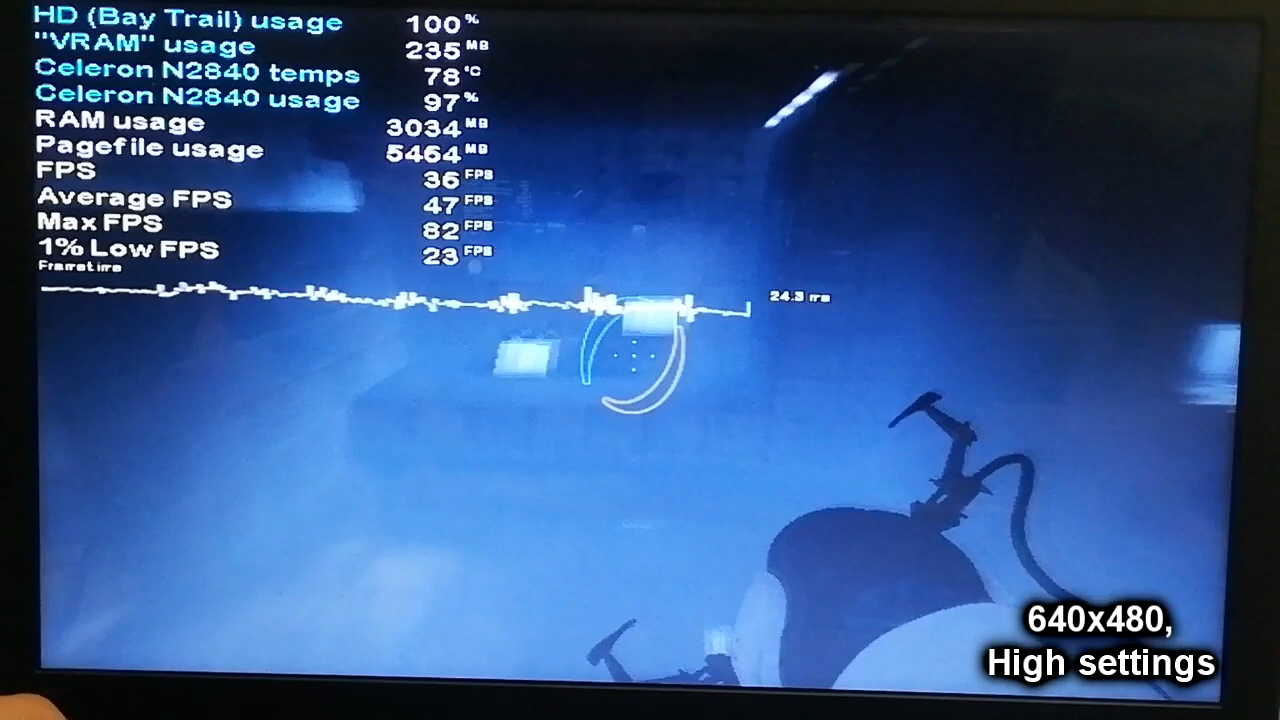 HD (Bay Trail) usage 100 %
"VRAM" usage 235 MB
Celeron N2840 temps 78 °C
Celeron N2840 usage 97 %
RAM usage 3034 MB
Pagefile usage 5464 MB
FPS 36 FPS
Average FPS 47 FPS
Max FPS 82 FPS
1% Low FPS 23 FPS
Frametime
24.3 ms
640x480,
High settings